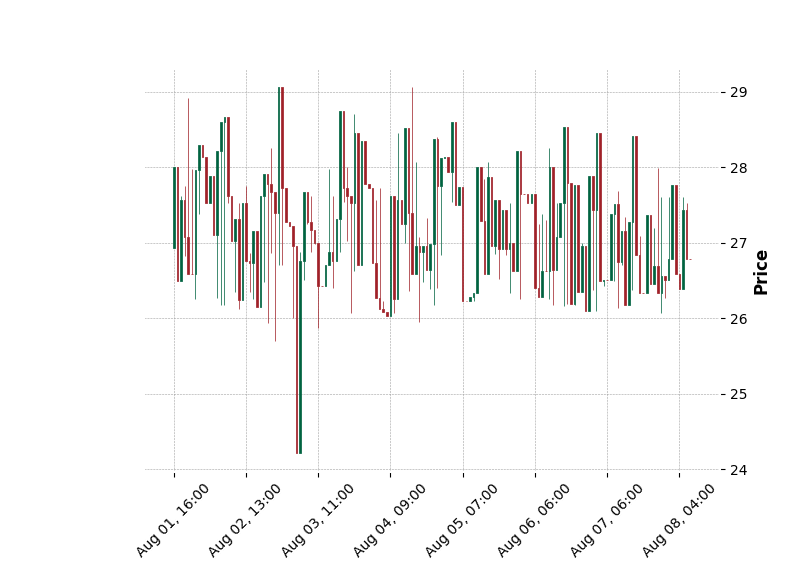 29
28
27
26
25
24
Price
Aug 01, 16:00
Aug 02, 13:00
Aug 03, 11:00
Aug 04, 09:00
Aug 05, 07:00
Aug 06, 06:00
Aug 07, 06:00
Aug 08, 04:00